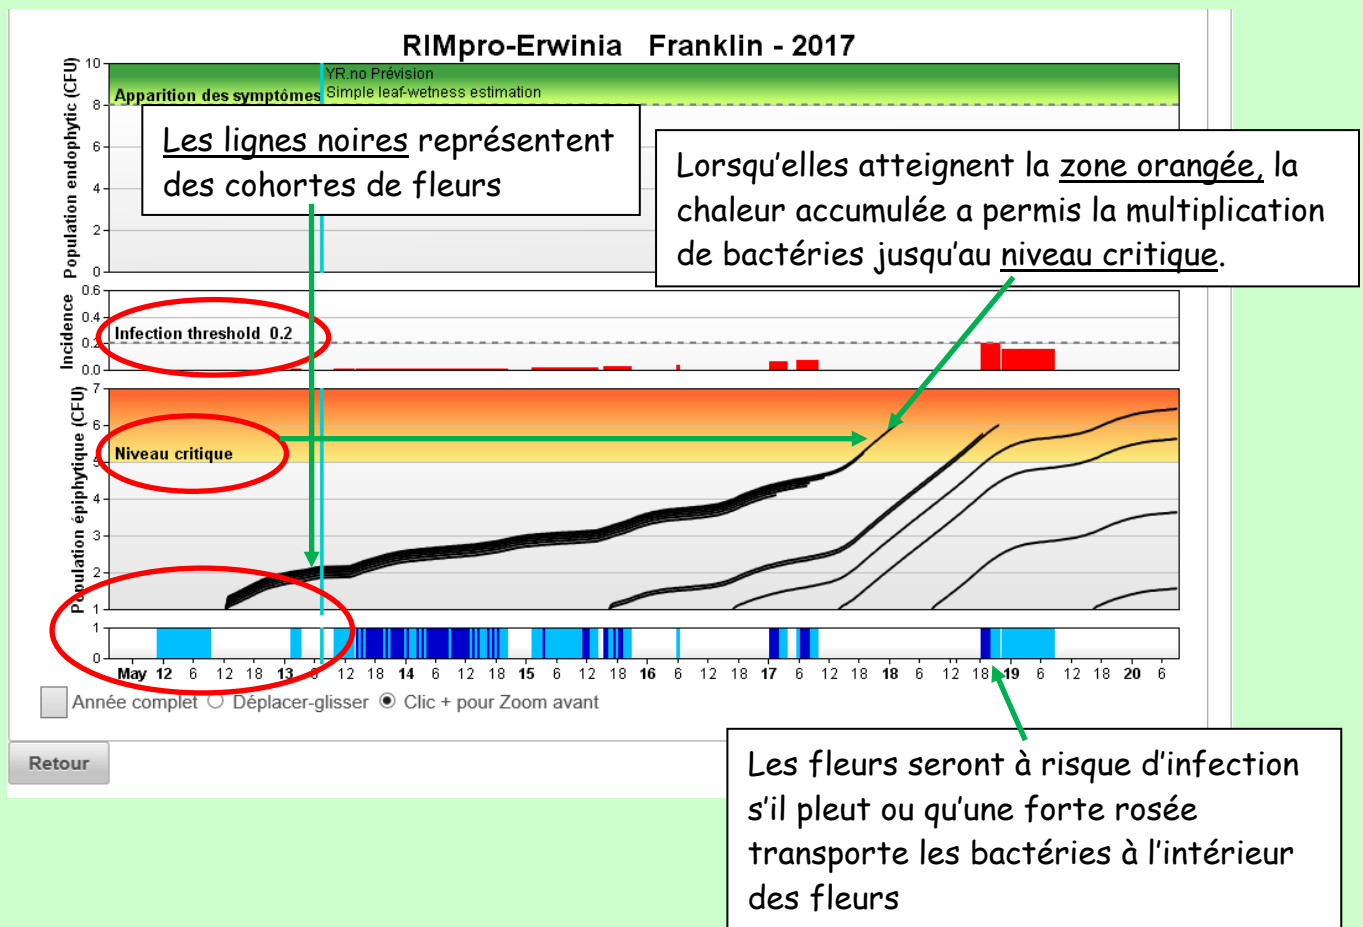 RIMpro-Erwinia Franklin - 2017
Population endophytic (CFU)
10
8
6
4
2
0
YR.no Prévision
Apparition des symptômes
Simple leaf-wetness estimation
Les lignes noires représentent
des cohortes de fleurs
Lorsqu'elles atteignent la zone orangée, la
chaleur accumulée a permis la multiplication
de bactéries jusqu'au niveau critique.
Incidence
0.6
0.4
0.2
0.0
Infection threshold 0.2
Population épiphytique (CFU)
7
6
5
4
3
2
1
Niveau critique
1
0
May 12 6 12 18 13 6 12 18 14 6 12 18 15 6 12 18 16 6 12 18 17 6 12 18 18 6 12 18 19 6 12 18 20 6
Année complet Déplacer-glisser Clic + pour Zoom avant
Retour
Les fleurs seront à risque d'infection
s'il pleut ou qu'une forte rosée
transporte les bactéries à l'intérieur
des fleurs